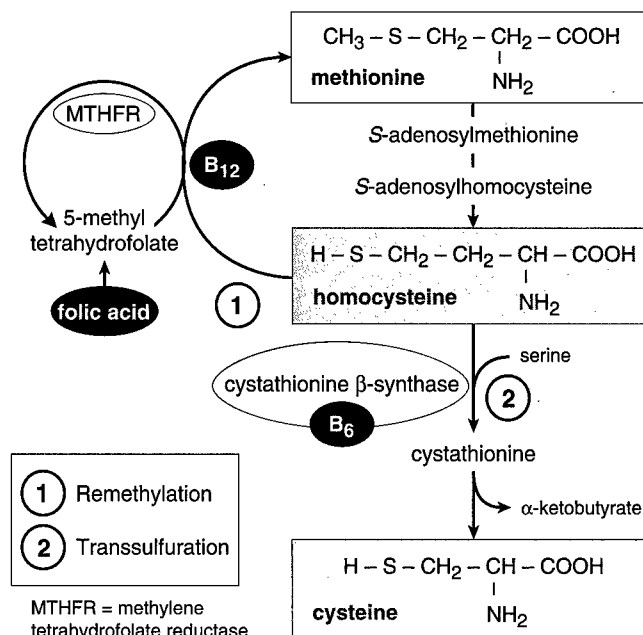 CH₃ – S – CH₂ – CH₂ – COOH
NH₂
methionine
MTHFR
B₁₂
S-adenosylmethionine
S-adenosylhomocysteine
5-methyl
tetrahydrofolate
folic acid
1
H – S – CH₂ – CH₂ – CH – COOH
NH₂
homocysteine
serine
cystathionine β-synthase
B₆
2
cystathionine
α-ketobutyrate
1 Remethylation
2 Transsulfuration
H – S – CH₂ – CH – COOH
NH₂
cysteine
MTHFR = methylene
tetrahydrofolate reductase